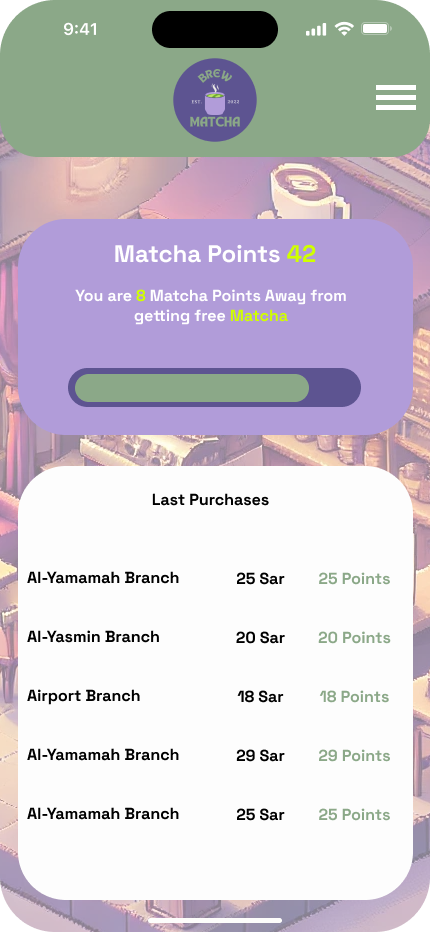 9:41
BREW
EST. 2022
MATCHA
Matcha Points 42
You are 8 Matcha Points Away from
getting free Matcha
Last Purchases
Al-Yamamah Branch 25 Sar 25 Points
Al-Yasmin Branch 20 Sar 20 Points
Airport Branch 18 Sar 18 Points
Al-Yamamah Branch 29 Sar 29 Points
Al-Yamamah Branch 25 Sar 25 Points